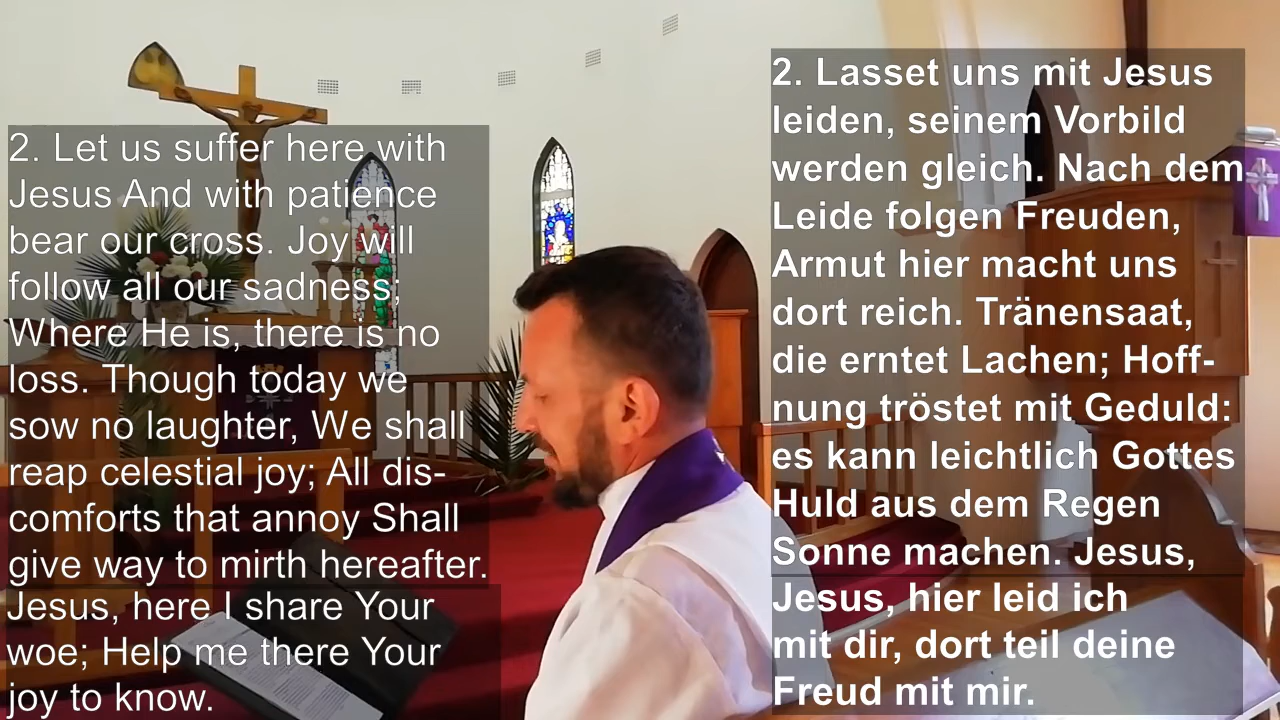 2. Let us suffer here with
Jesus And with patience
bear our cross. Joy will
follow all our sadness;
Where He is, there is no
loss. Though today we
sow no laughter, We shall
reap celestial joy; All dis-
comforts that annoy Shall
give way to mirth hereafter.
Jesus, here I share Your
woe; Help me there Your
joy to know.
2. Lasset uns mit Jesus
leiden, seinem Vorbild
werden gleich. Nach dem
Leide folgen Freuden,
Armut hier macht uns
dort reich. Tränensaat,
die erntet Lachen; Hoff-
nung tröstet mit Geduld:
es kann leichtlich Gottes
Huld aus dem Regen
Sonne machen. Jesus,
Jesus, hier leid ich
mit dir, dort teil deine
Freud mit mir.